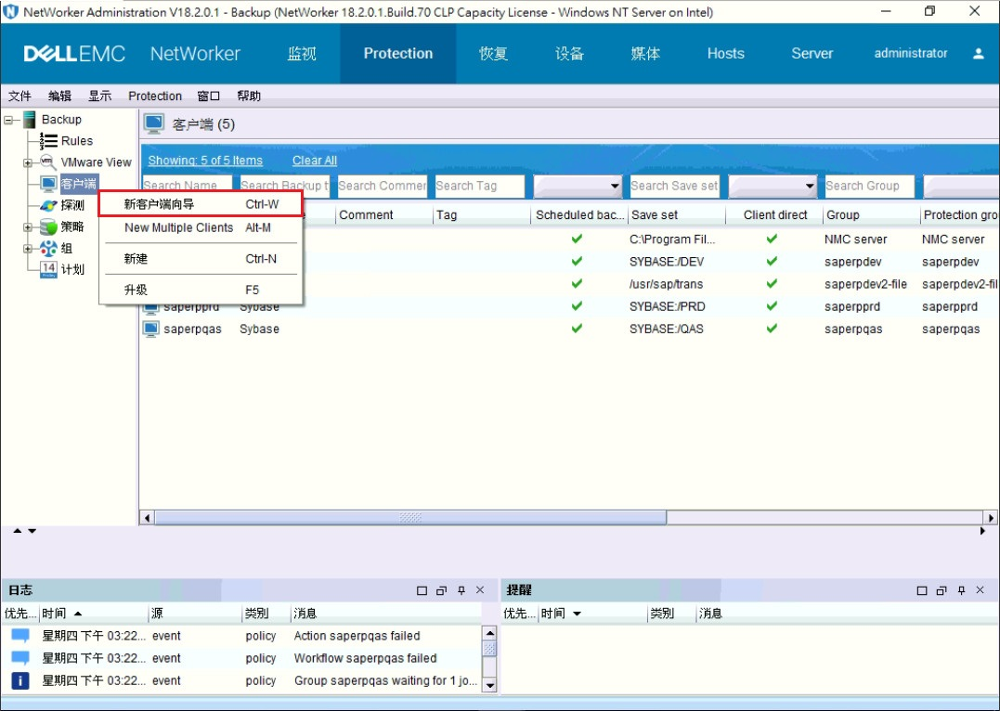 NetWorker Administration V18.2.0.1 - Backup (NetWorker 18.2.0.1.Build.70 CLP Capacity License - Windows NT Server on Intel)
DELLEMC NetWorker 监视 Protection 恢复 设备 媒体 Hosts Server administrator
文件 编辑 显示 Protection 窗口 帮助
Backup
Rules
VMware View
客户端
探测
策略
组
14 计划
客户端 (5)
Showing: 5 of 5 Items Clear All
Search Name Search Backup t Search Commer Search Tag Search Save set Search Group
Comment Tag Scheduled bac... Save set Client direct Group Protection gro
C:\Program Fil... NMC server NMC server
SYBASE:/DEV saperpdev saperpdev
/usr/sap/trans saperpdev2-file saperpdev2-fil
saperpprd Sybase SYBASE:/PRD saperpprd saperpprd
saperpqas Sybase SYBASE:/QAS saperpqas saperpqas
新客户端向导 Ctrl-W
New Multiple Clients Alt-M
新建 Ctrl-N
升级 F5
日志
优先... 时间 源 类别 消息
星期四 下午 03:22... event policy Action saperpqas failed
星期四 下午 03:22... event policy Workflow saperpqas failed
星期四 下午 03:22... event policy Group saperpqas waiting for 1 jo...
提醒
优先... 时间 类别 消息